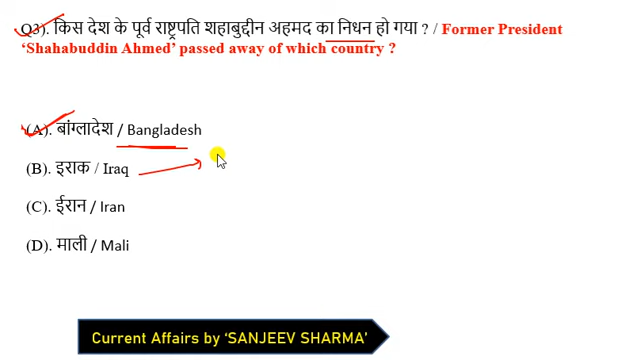 Q3). किस देश के पूर्व राष्ट्रपति शहाबुद्दीन अहमद का निधन हो गया ? / Former President
‘Shahabuddin Ahmed’ passed away of which country ?
(A). बांग्लादेश / Bangladesh
(B). इराक / Iraq
(C). ईरान / Iran
(D). माली / Mali
Current Affairs by ‘SANJEEV SHARMA’